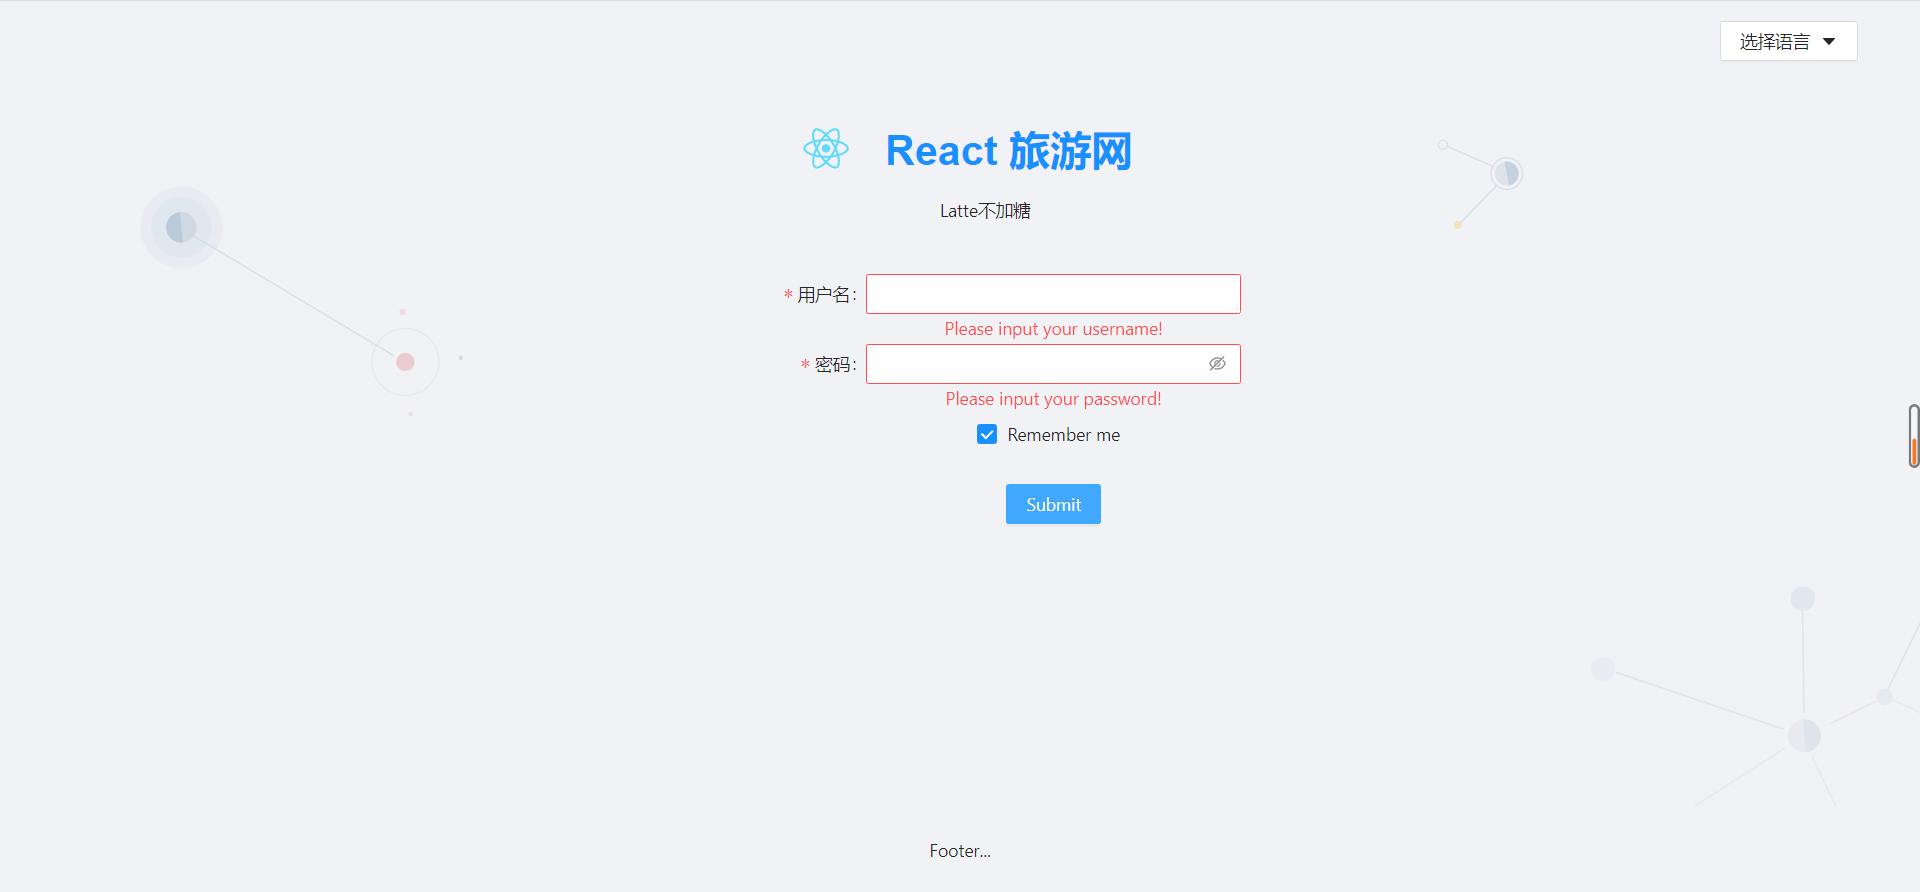 选择语言
React 旅游网
Latte不加糖
* 用户名:
Please input your username!
* 密码:
Please input your password!
Remember me
Submit
Footer...